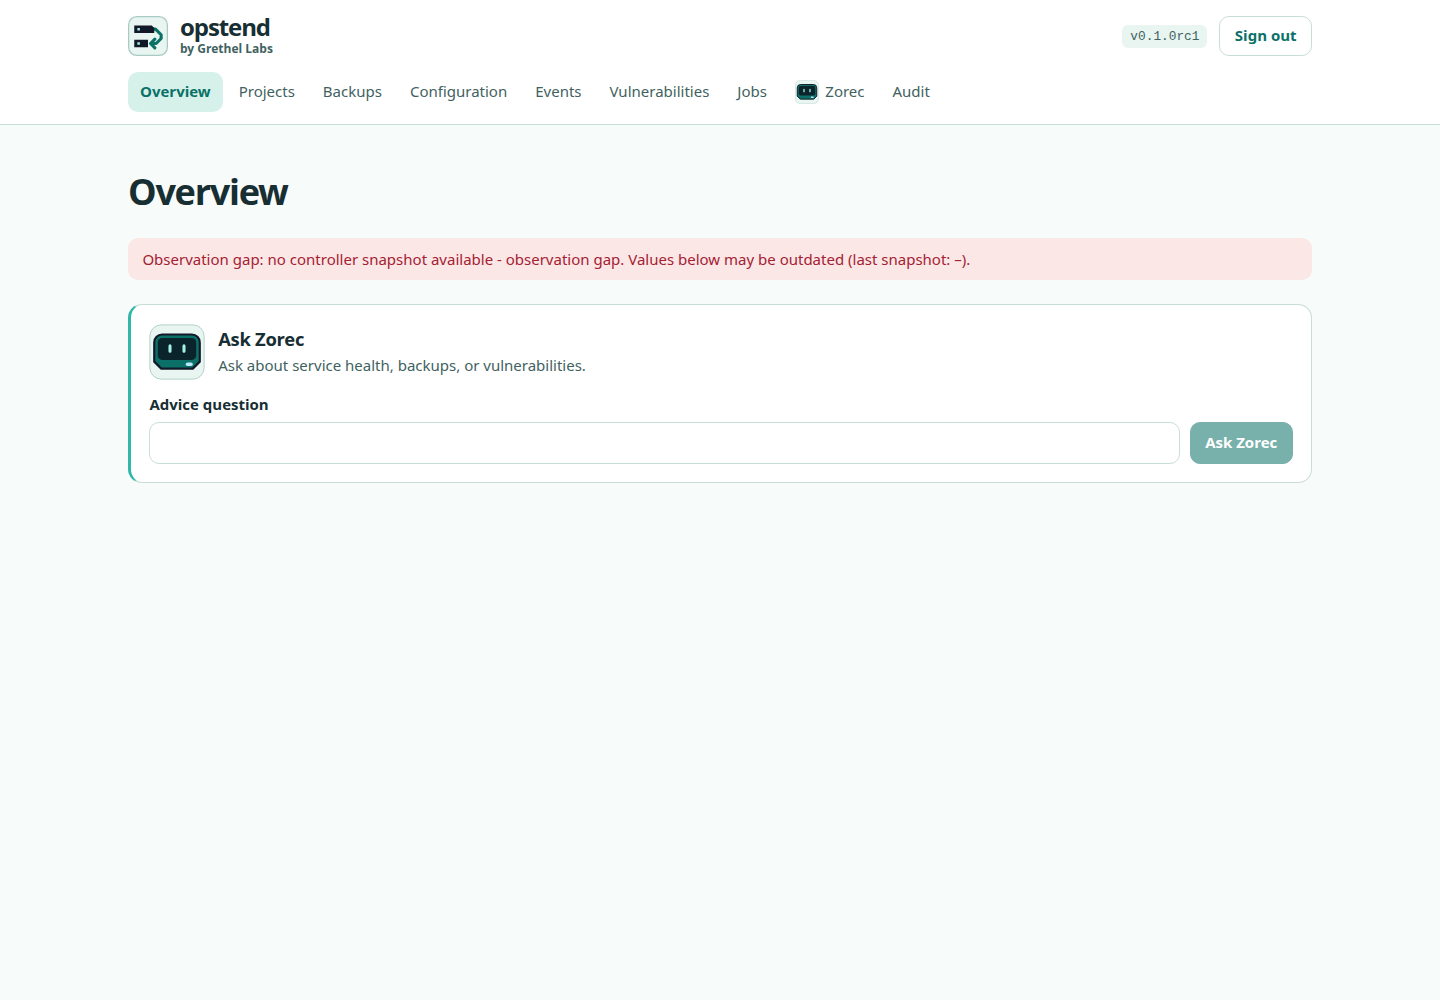 opstend
by Grethel Labs
v0.1.0rc1
Sign out
Overview
Projects
Backups
Configuration
Events
Vulnerabilities
Jobs
Zorec
Audit
Overview
Observation gap: no controller snapshot available - observation gap. Values below may be outdated (last snapshot: –).
Ask Zorec
Ask about service health, backups, or vulnerabilities.
Advice question
Ask Zorec